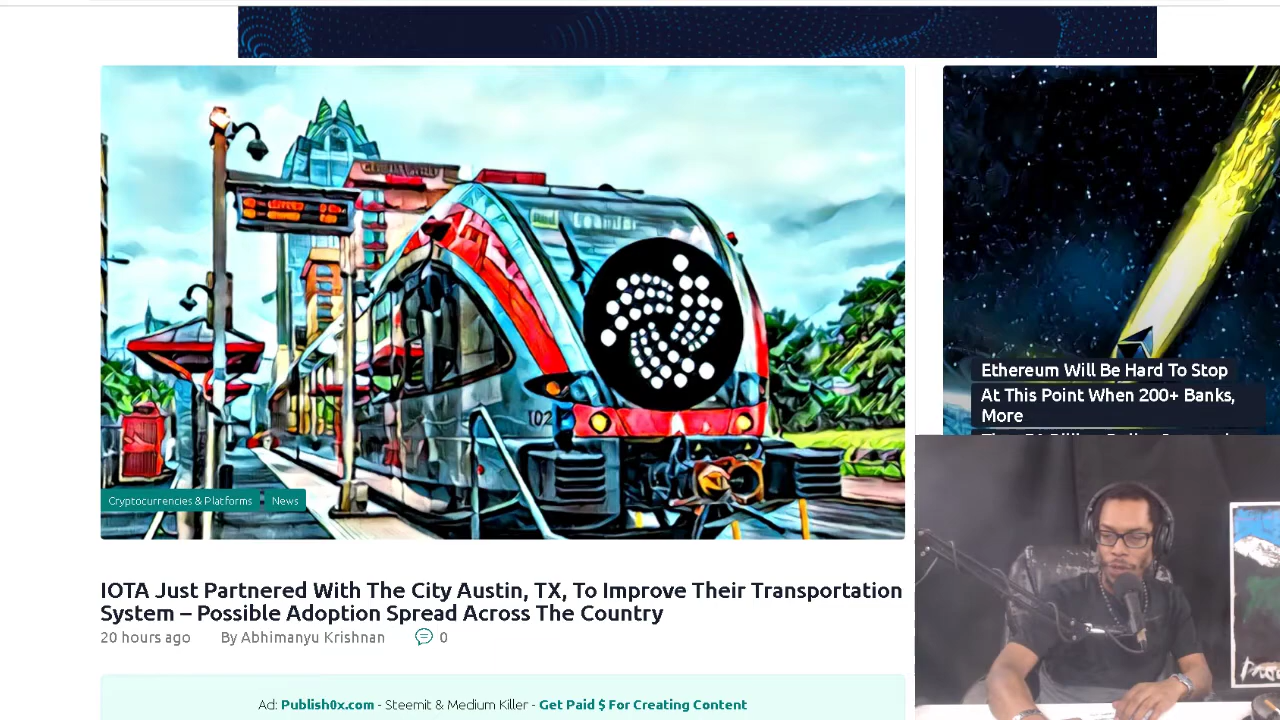 102
Cryptocurrencies & Platforms
News
IOTA Just Partnered With The City Austin, TX, To Improve Their Transportation
System – Possible Adoption Spread Across The Country
20 hours ago
By Abhimanyu Krishnan
0
Ad: Publish0x.com - Steemit & Medium Killer - Get Paid $ For Creating Content
Ethereum Will Be Hard To Stop
At This Point When 200+ Banks,
More